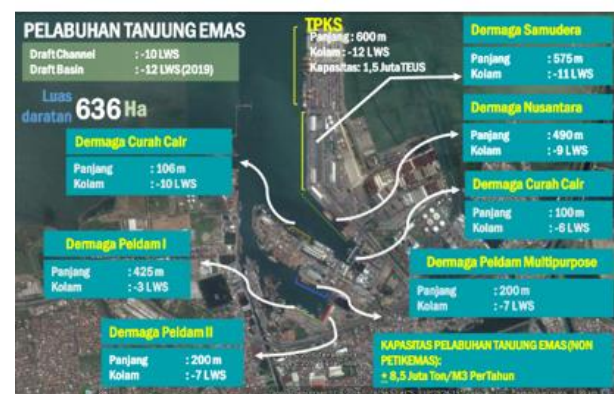 PELABUHAN TANJUNG EMAS
Draft Channel : -10 LWS
Draft Basin : -12 LWS (2019)
Luas
daratan 636 Ha
TPKS
Panjang : 600 m
Kolam : -12 LWS
Kapasitas: 1,5 Juta TEUS
Dermaga Samudera
Panjang : 575 m
Kolam : -11 LWS
Dermaga Nusantara
Panjang : 490 m
Kolam : -9 LWS
Dermaga Curah Cair
Panjang : 106 m
Kolam : -10 LWS
Dermaga Curah Cair
Panjang : 100 m
Kolam : -6 LWS
Dermaga Peldam I
Panjang : 425 m
Kolam : -3 LWS
Dermaga Peldam Multipurpose
Panjang : 200 m
Kolam : -7 LWS
Dermaga Peldam II
Panjang : 200 m
Kolam : -7 LWS
KAPASITAS PELABUHAN TANJUNG EMAS (NON
PETIKEMAS):
± 8,5 Juta Ton/M3 Per Tahun